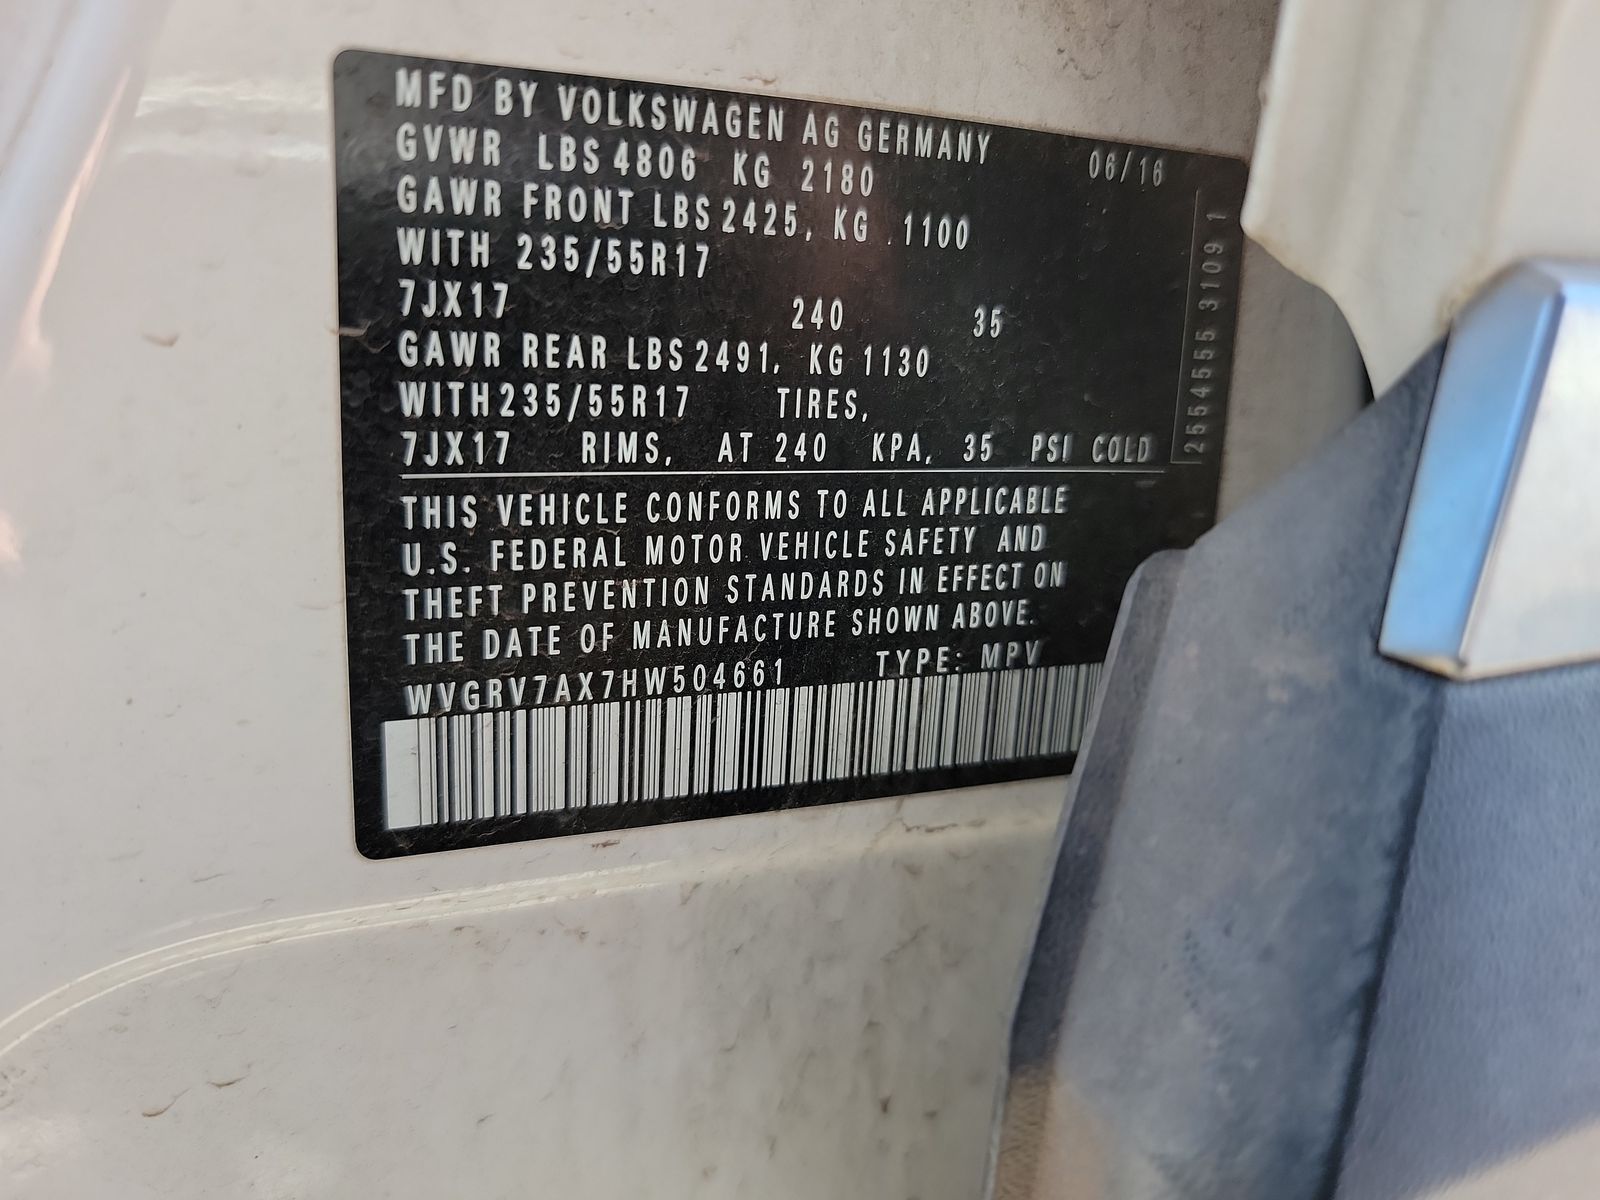 MFD BY VOLKSWAGEN AG GERMANY 06/16
GVWR LBS 4806 KG 2180
GAWR FRONT LBS 2425, KG 1100
WITH 235/55R17
7JX17 240 35
GAWR REAR LBS 2491, KG 1130
WITH 235/55R17 TIRES,
7JX17 RIMS, AT 240 KPA, 35 PSI COLD
THIS VEHICLE CONFORMS TO ALL APPLICABLE
U.S. FEDERAL MOTOR VEHICLE SAFETY AND
THEFT PREVENTION STANDARDS IN EFFECT ON
THE DATE OF MANUFACTURE SHOWN ABOVE.
WVGRV7AX7HW504661 TYPE: MPV
2554555 3109 1